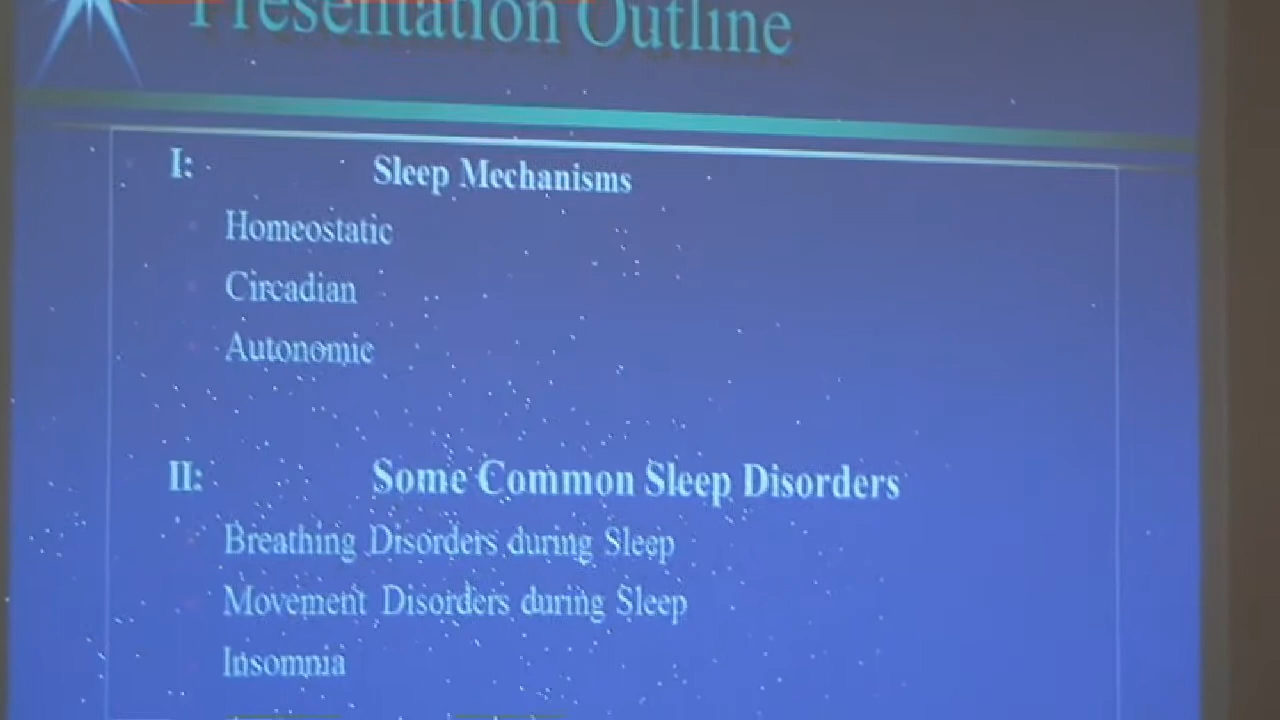 Presentation Outline
I: Sleep Mechanisms
Homeostatic
Circadian
Autonomic
II: Some Common Sleep Disorders
Breathing Disorders during Sleep
Movement Disorders during Sleep
Insomnia